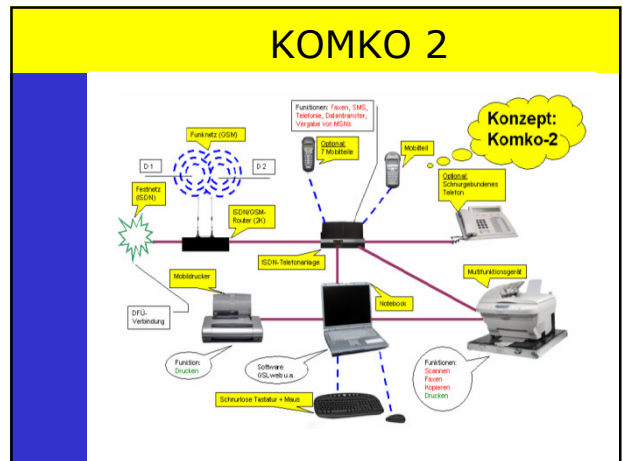 KOMKO 2
Funktionen: Faxen, SMS,
Telefonie, Datentransfer,
Vergabe von MSNs
Konzept:
Komko-2
Funknetz (GSM)
Optional:
7 Mobilteile
Mobilteil
D 1
D 2
Optional:
Schnurgebundenes
Telefon
Festnetz
(ISDN)
ISDN/GSM-
Router (2K)
ISDN-Telefonanlage
Mobildrucker
Multifunktionsgerät
Notebook
DFÜ-
Verbindung
Funktion:
Drucken
Software:
GSLweb u.a.
Funktionen:
Scannen
Faxen
Kopieren
Drucken
Schnurlose Tastatur + Maus